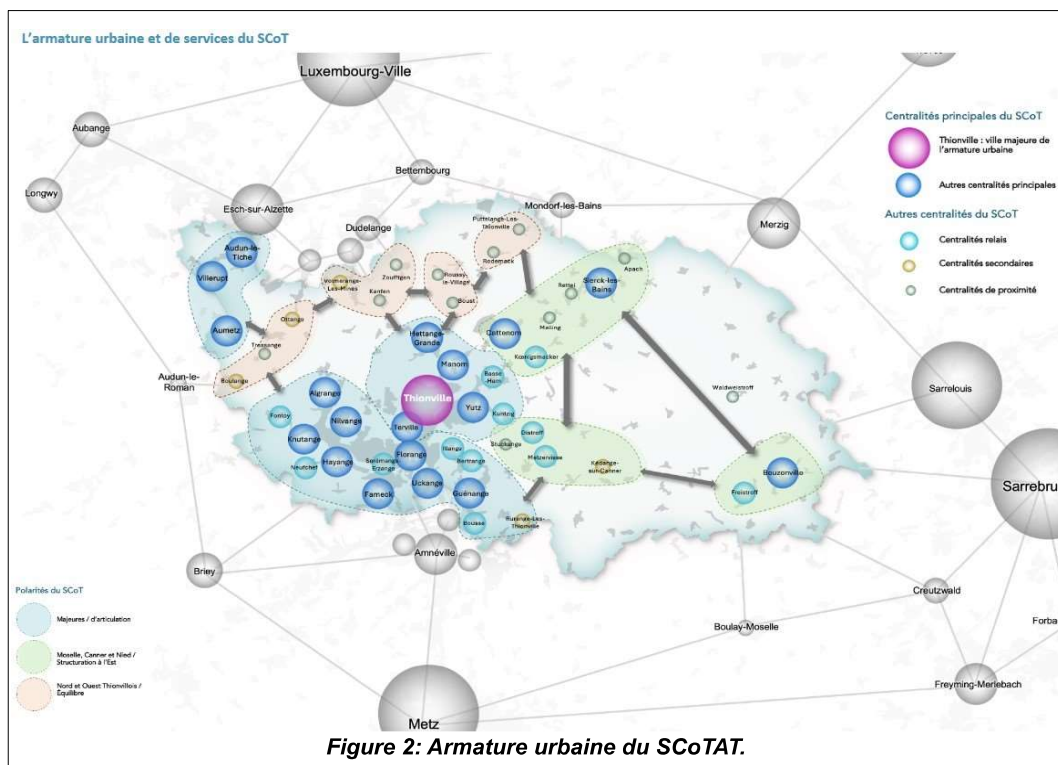 L'armature urbaine et de services du SCoT
Luxembourg-Ville
Aubange
Longwy
Esch-sur-Alzette
Bettembourg
Dudelange
Mondorf-les-Bains
Merzig
Centralités principales du SCoT
Thionville : ville majeure de
l'armature urbaine
Autres centralités principales
Autres centralités du SCoT
Centralités relais
Centralités secondaires
Centralités de proximité
Puttelange-Les-
Thionville
Rodemack
Audun-le-
Tiche
Villerupt
Aumetz
Volmerange-
Les-Mines
Zoufftgen
Kanfen
Roussy-
le-Village
Boust
Ottange
Tressange
Boulange
Audun-le-
Roman
Apach
Rettel
Sierck-les-
Bains
Malling
Cattenom
Kœnigsmacker
Hettange-
Grande
Manom
Basse-
Ham
Thionville
Yutz
Kuntzig
Terville
Algrange
Fontoy
Nilvange
Knutange
Neufchef
Hayange
Serémange-
Erzange
Florange
Illange
Bertrange
Fameck
Uckange
Guénange
Bousse
Distroff
Stuckange
Metzervisse
Kédange-
sur-Canner
Waldweistroff
Bouzonville
Freistroff
Sarrelouis
Sarrebru
Amnéville
Briey
Metz
Boulay-Moselle
Creutzwald
Forba
Freyming-Merlebach
Polarités du SCoT
Majeures / d'articulation
Moselle, Canner et Nied /
Structuration à l'Est
Nord et Ouest Thionvillois /
Équilibre
Figure 2: Armature urbaine du SCoTAT.